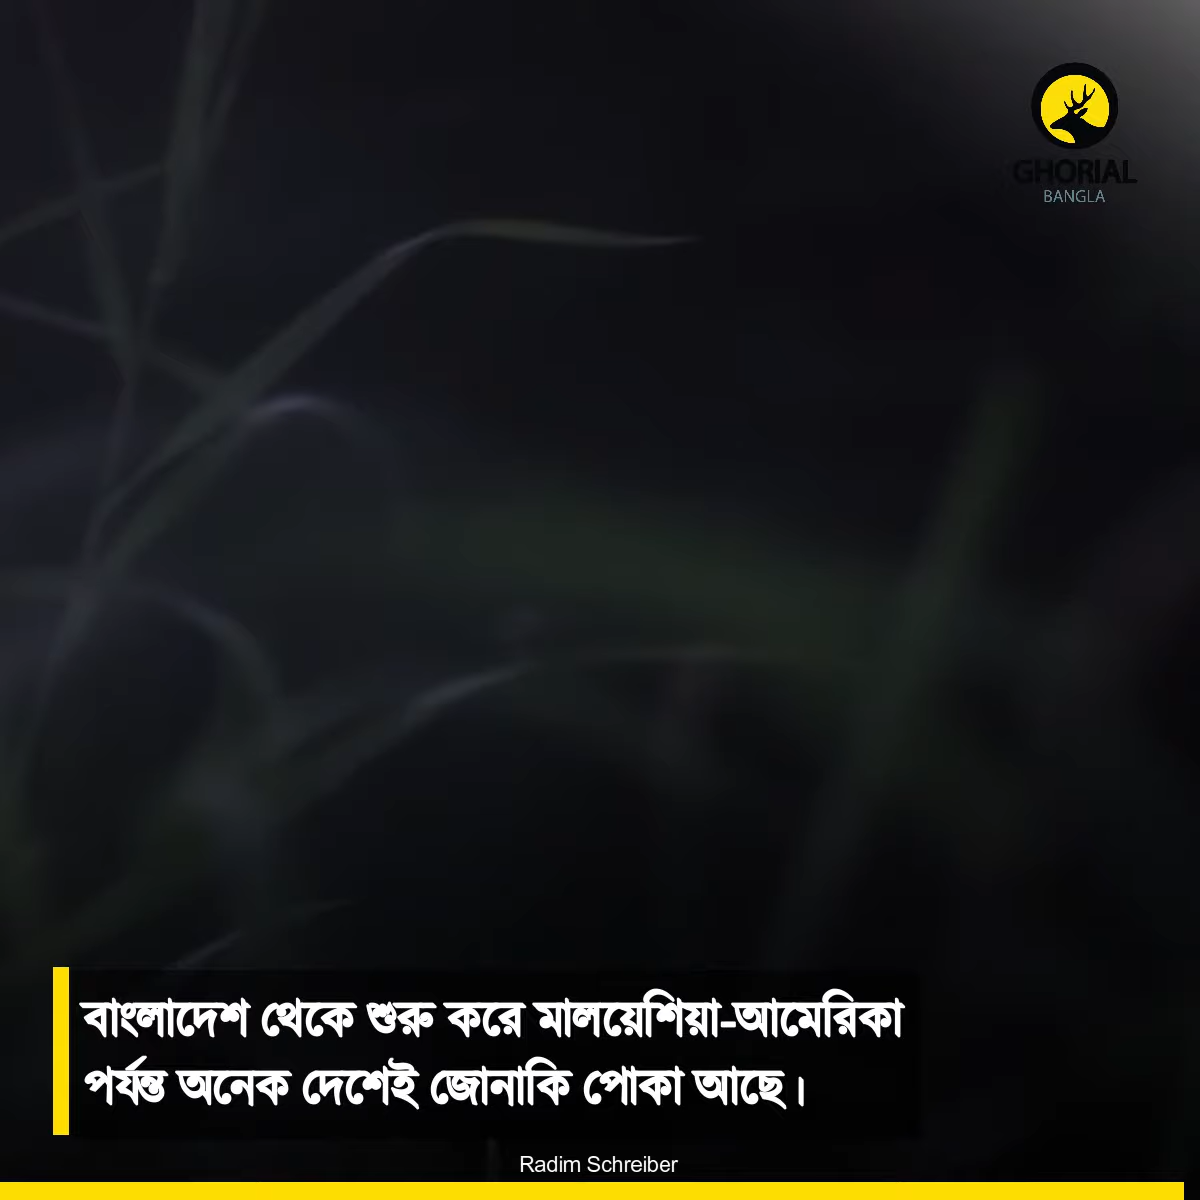 GHORIAL
BANGLA
বাংলাদেশ থেকে শুরু করে মালয়েশিয়া-আমেরিকা
পর্যন্ত অনেক দেশেই জোনাকি পোকা আছে।
Radim Schreiber